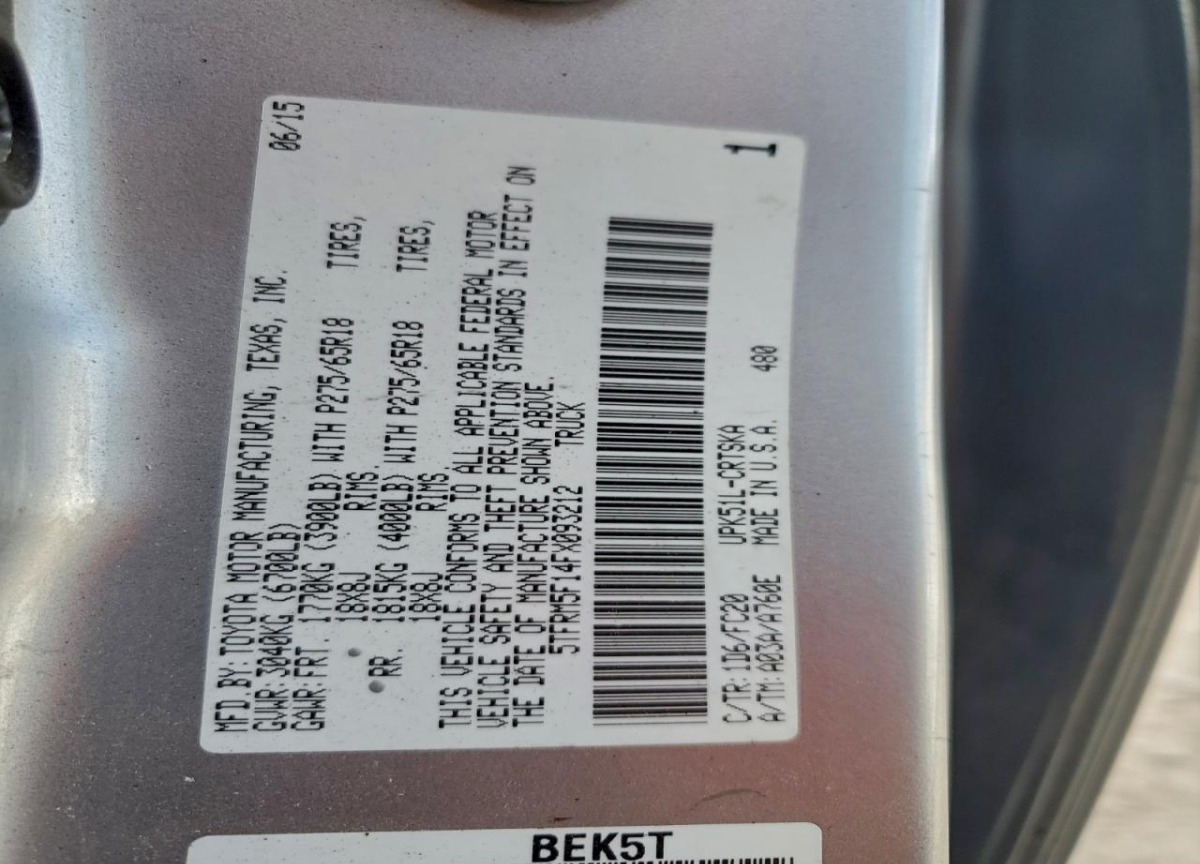 06/15
MFD.BY:TOYOTA MOTOR MANUFACTURING, TEXAS, INC.
GVWR:3040KG (6700LB)
GAWR:FRT. 1770KG (3900LB) WITH P275/65R18 TIRES,
18X8J RIMS.
RR. 1815KG (4000LB) WITH P275/65R18 TIRES,
18X8J RIMS
THIS VEHICLE CONFORMS TO ALL APPLICABLE FEDERAL MOTOR
VEHICLE SAFETY AND THEFT PREVENTION STANDARDS IN EFFECT ON
THE DATE OF MANUFACTURE SHOWN ABOVE.
5TFRM5F14FX093212 TRUCK
C/TR:1D6/FC20 UPK51L-CRTSKA
A/TM:A03A/A760E MADE IN U.S.A. 480
1
BEK5T